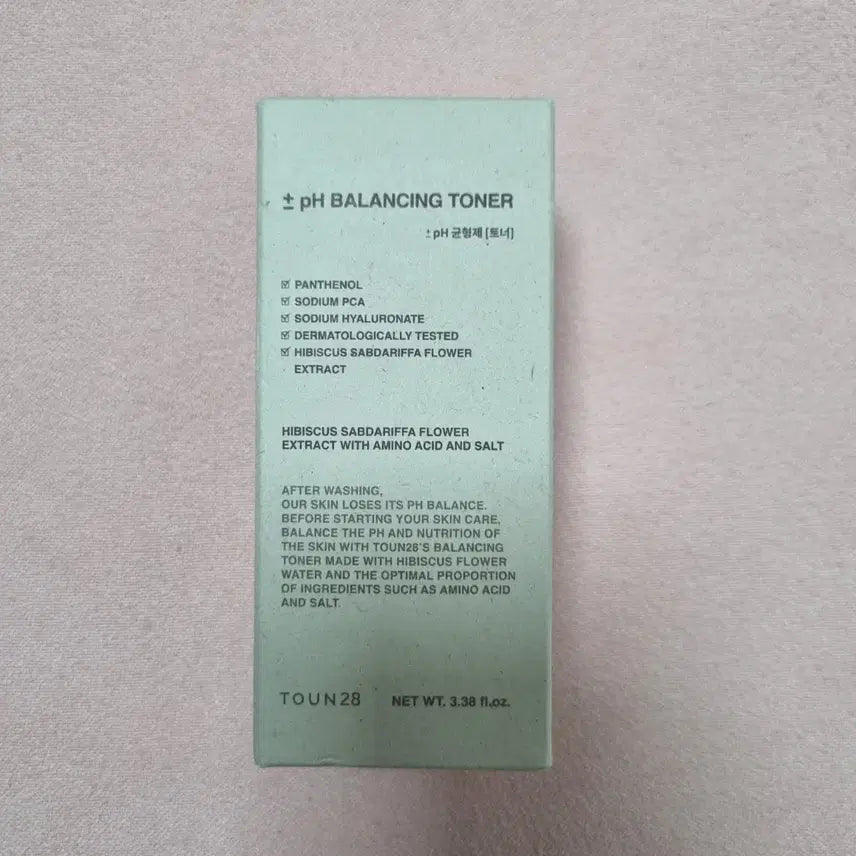 ± pH BALANCING TONER
±pH 균형제 [토너]
☑ PANTHENOL
☑ SODIUM PCA
☑ SODIUM HYALURONATE
☑ DERMATOLOGICALLY TESTED
☑ HIBISCUS SABDARIFFA FLOWER
EXTRACT
HIBISCUS SABDARIFFA FLOWER
EXTRACT WITH AMINO ACID AND SALT
AFTER WASHING,
OUR SKIN LOSES ITS PH BALANCE.
BEFORE STARTING YOUR SKIN CARE,
BALANCE THE PH AND NUTRITION OF
THE SKIN WITH TOUN28'S BALANCING
TONER MADE WITH HIBISCUS FLOWER
WATER AND THE OPTIMAL PROPORTION
OF INGREDIENTS SUCH AS AMINO ACID
AND SALT.
TOUN28 NET WT. 3.38 fl.oz.